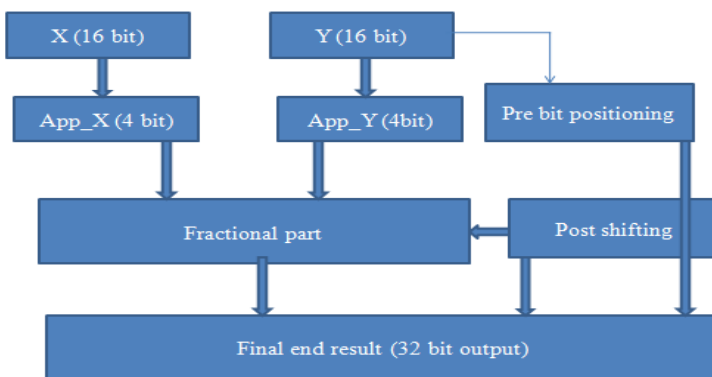 X (16 bit)
Y (16 bit)
App_X (4 bit)
App_Y (4bit)
Pre bit positioning
Fractional part
Post shifting
Final end result (32 bit output)